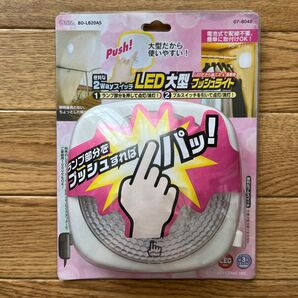 BO-LB20A5
07-8048
Push!
大型だから
使いやすい!
電池式で配線不要、
簡単に取付けOK!
便利な
2Wayスイッチ
LED大型
プッシュライト
1 ランプ部分を押して点灯/消灯!
2 プルスイッチを引いて点灯/消灯!
ランプ部分を
プッシュすれば
パッ!
LED